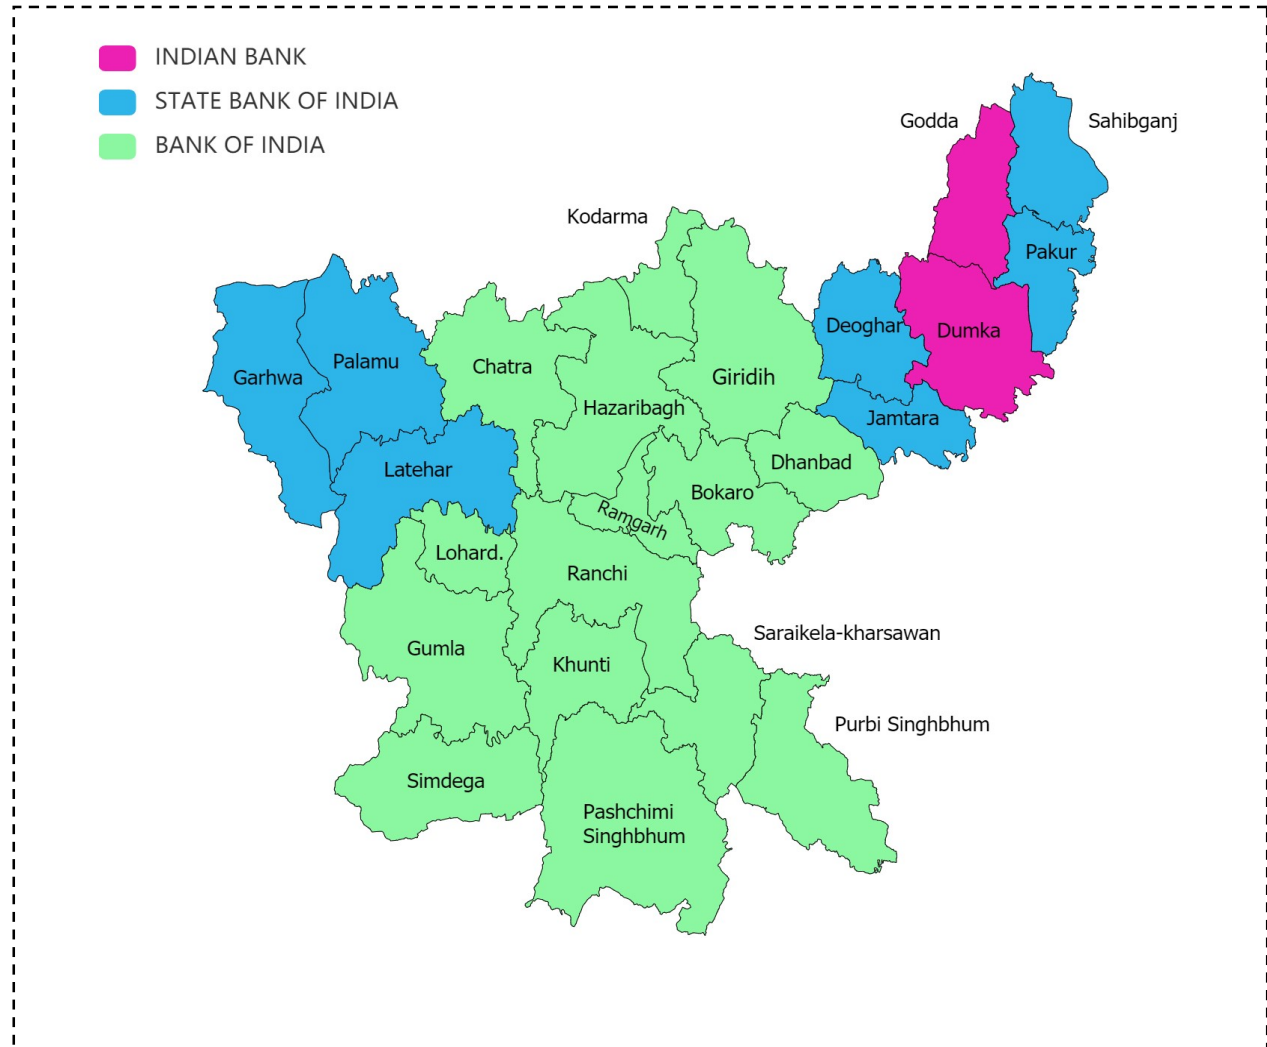 INDIAN BANK
STATE BANK OF INDIA
BANK OF INDIA
Godda
Sahibganj
Kodarma
Pakur
Deoghar
Dumka
Palamu
Garhwa
Chatra
Giridih
Hazaribagh
Jamtara
Latehar
Dhanbad
Bokaro
Ramgarh
Lohard.
Ranchi
Saraikela-kharsawan
Gumla
Khunti
Purbi Singhbhum
Simdega
Pashchimi
Singhbhum